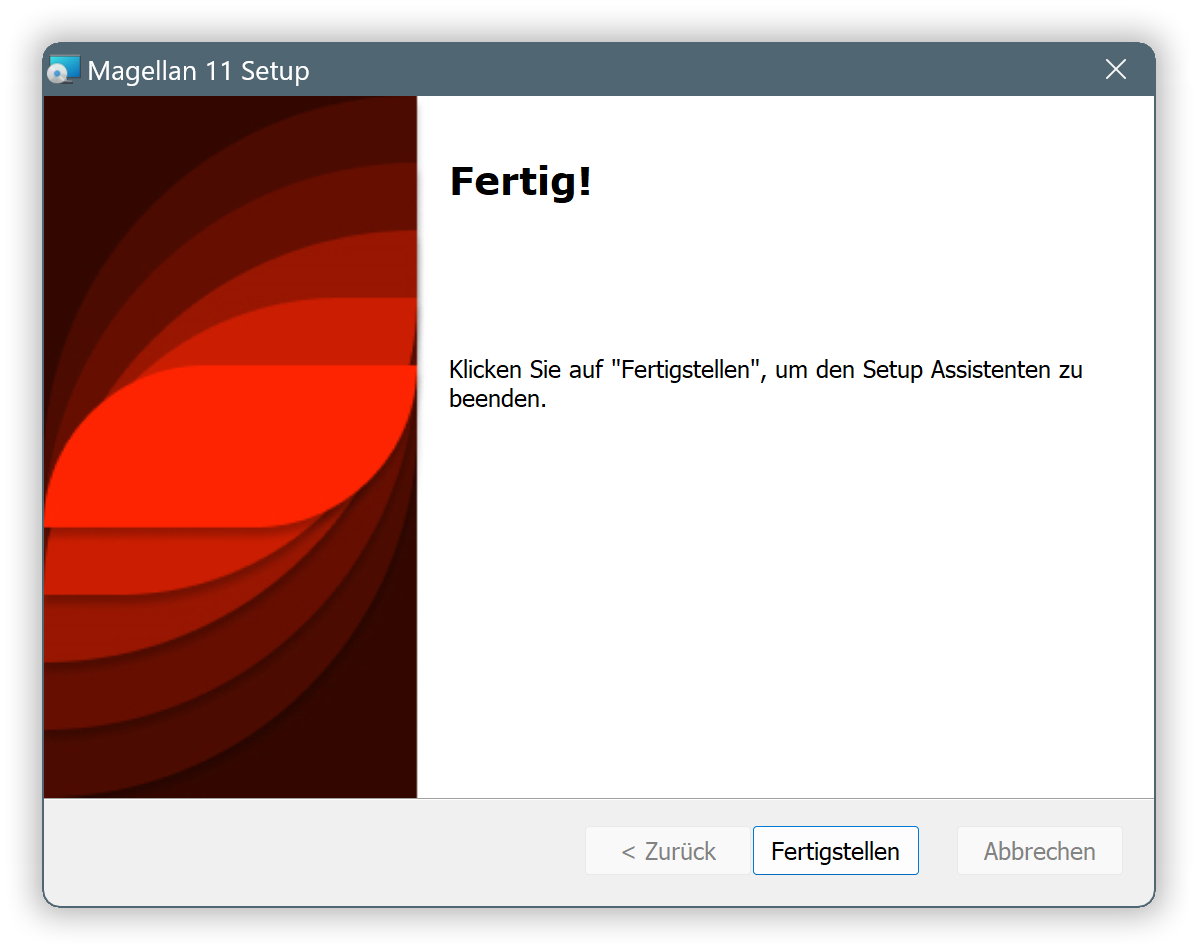 Magellan 11 Setup
Fertig!
Klicken Sie auf "Fertigstellen", um den Setup Assistenten zu
beenden.
< Zurück
Fertigstellen
Abbrechen